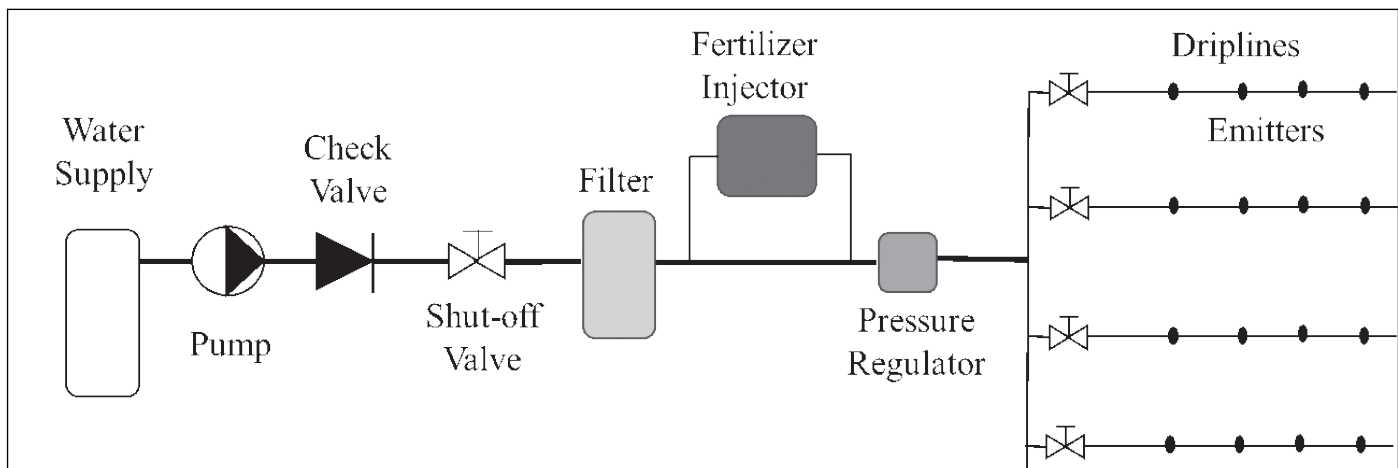 Water
Supply
Pump
Check
Valve
Shut-off
Valve
Filter
Fertilizer
Injector
Pressure
Regulator
Driplines
Emitters